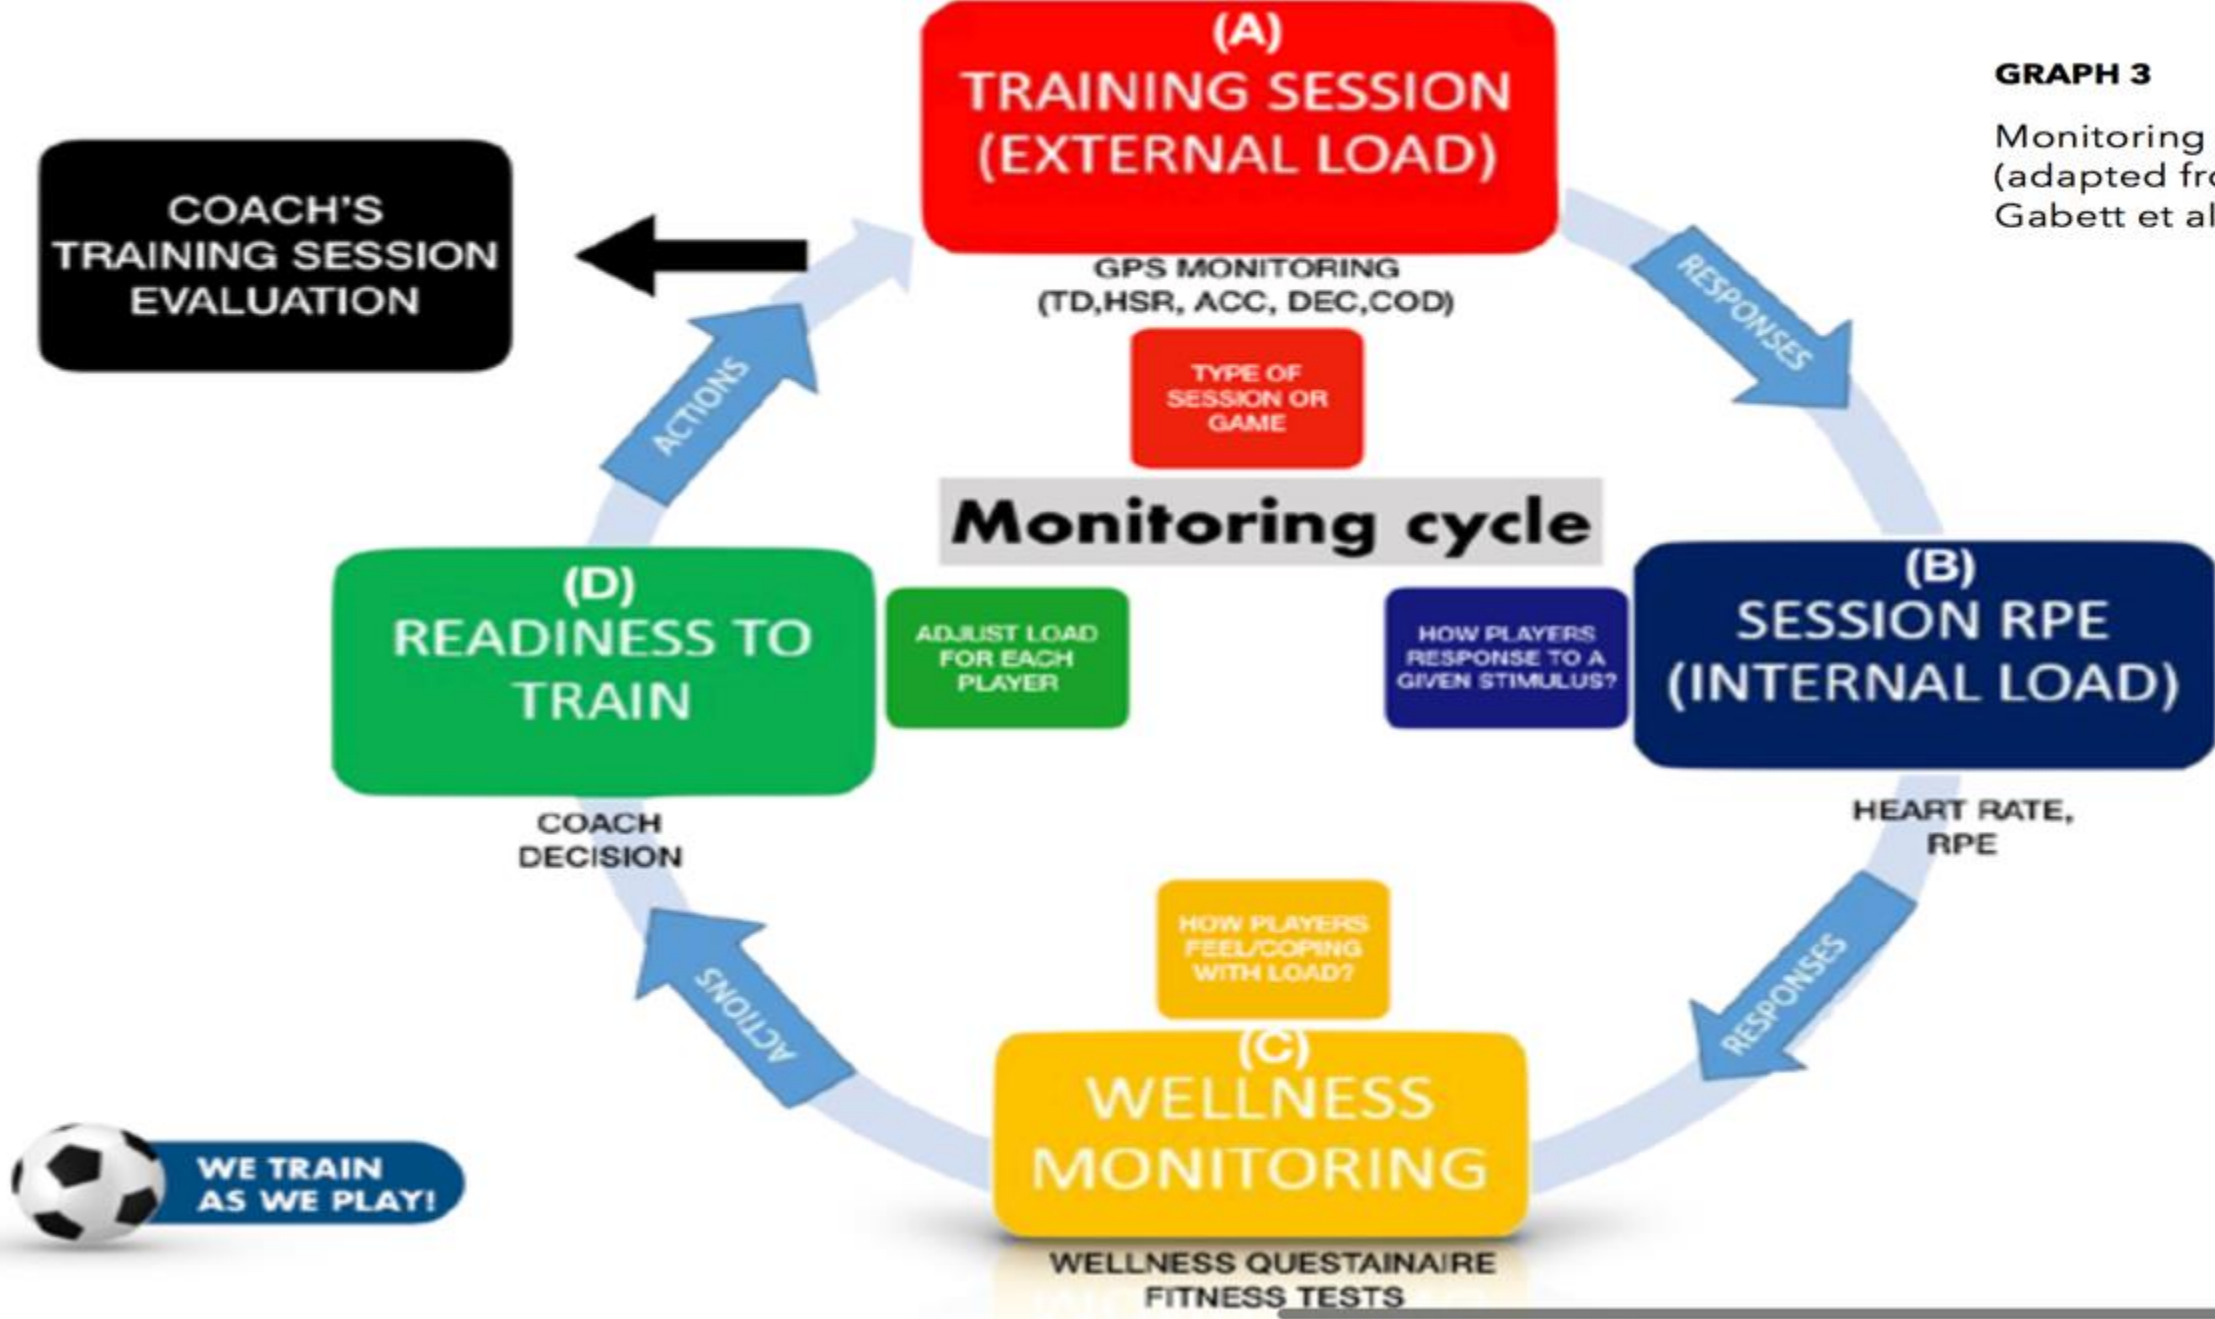 (A)
TRAINING SESSION
(EXTERNAL LOAD)
GRAPH 3
Monitoring
(adapted fro
Gabett et al
COACH'S
TRAINING SESSION
EVALUATION
GPS MONITORING
(TD,HSR, ACC, DEC,COD)
RESPONSES
ACTIONS
TYPE OF
SESSION OR
GAME
Monitoring cycle
(D)
READINESS TO
TRAIN
ADJUST LOAD
FOR EACH
PLAYER
HOW PLAYERS
RESPONSE TO A
GIVEN STIMULUS?
(B)
SESSION RPE
(INTERNAL LOAD)
COACH
DECISION
HEART RATE,
RPE
HOW PLAYERS
FEEL/COPING
WITH LOAD?
ACTIONS
RESPONSES
(C)
WELLNESS
MONITORING
WE TRAIN
AS WE PLAY!
WELLNESS QUESTAINAIRE
FITNESS TESTS